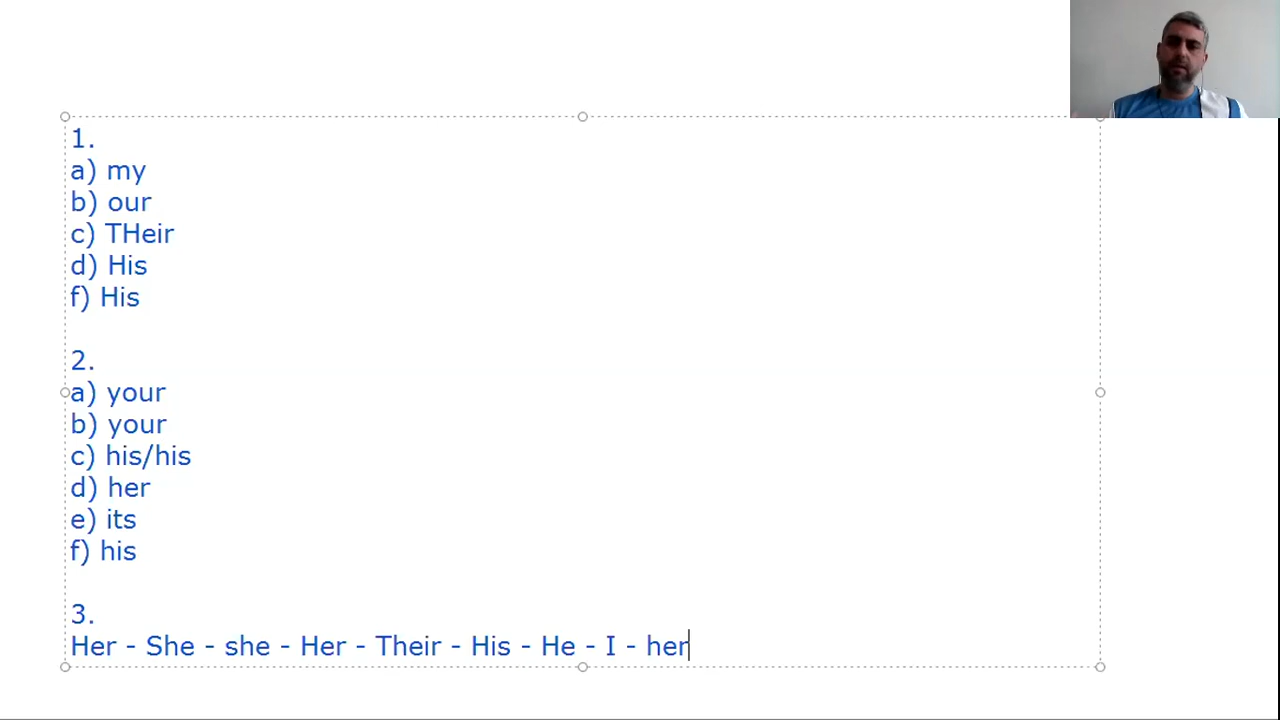 1.
a) my
b) our
c) THeir
d) His
f) His
2.
a) your
b) your
c) his/his
d) her
e) its
f) his
3.
Her - She - she - Her - Their - His - He - I - her